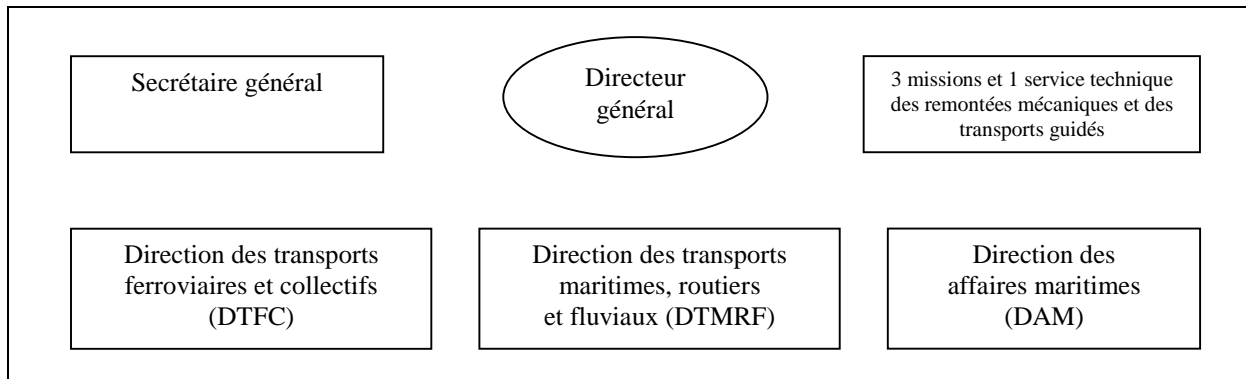 Secrétaire général
Directeur
général
3 missions et 1 service technique
des remontées mécaniques et des
transports guidés
Direction des transports
ferroviaires et collectifs
(DTFC)
Direction des transports
maritimes, routiers
et fluviaux (DTMRF)
Direction des
affaires maritimes
(DAM)